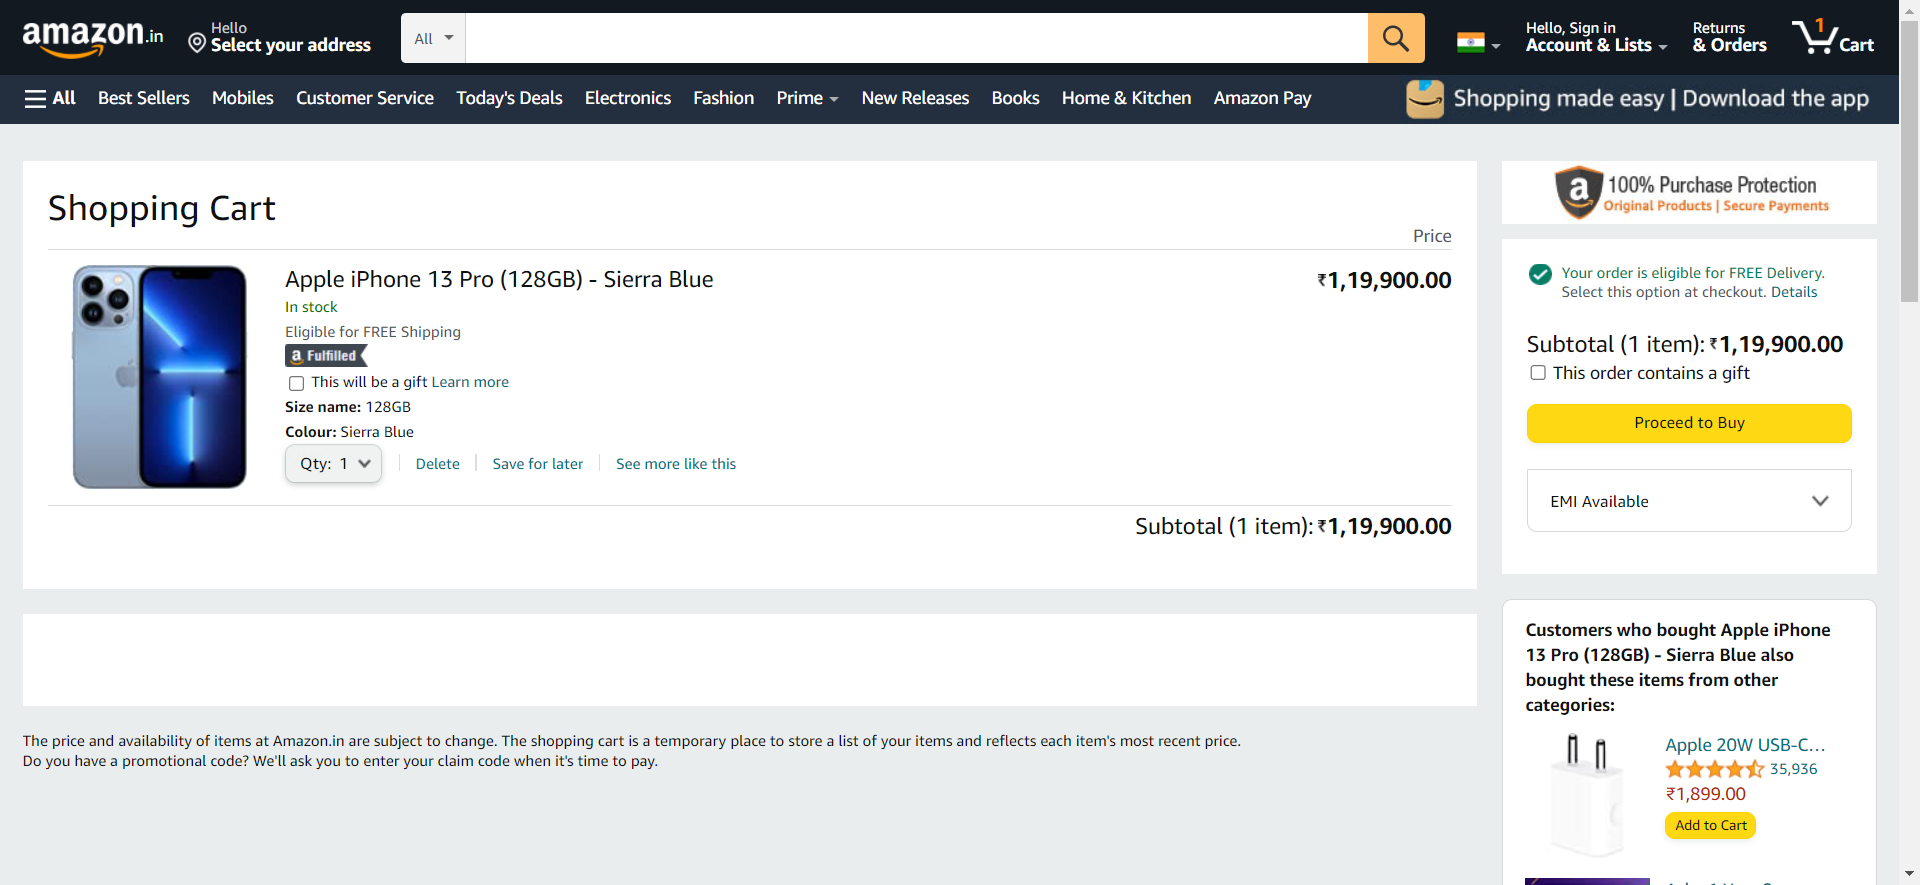 amazon.in
Hello
Select your address
All
Hello, Sign in
Account & Lists
Returns
& Orders
1
Cart
All
Best Sellers
Mobiles
Customer Service
Today's Deals
Electronics
Fashion
Prime
New Releases
Books
Home & Kitchen
Amazon Pay
Shopping made easy | Download the app
Shopping Cart
Price
Apple iPhone 13 Pro (128GB) - Sierra Blue
₹1,19,900.00
In stock
Eligible for FREE Shipping
a Fulfilled
This will be a gift Learn more
Size name: 128GB
Colour: Sierra Blue
Qty: 1
Delete
Save for later
See more like this
Subtotal (1 item): ₹1,19,900.00
The price and availability of items at Amazon.in are subject to change. The shopping cart is a temporary place to store a list of your items and reflects each item's most recent price.
Do you have a promotional code? We'll ask you to enter your claim code when it's time to pay.
a
100% Purchase Protection
Original Products | Secure Payments
Your order is eligible for FREE Delivery.
Select this option at checkout. Details
Subtotal (1 item): ₹1,19,900.00
This order contains a gift
Proceed to Buy
EMI Available
Customers who bought Apple iPhone
13 Pro (128GB) - Sierra Blue also
bought these items from other
categories:
Apple 20W USB-C...
35,936
₹1,899.00
Add to Cart